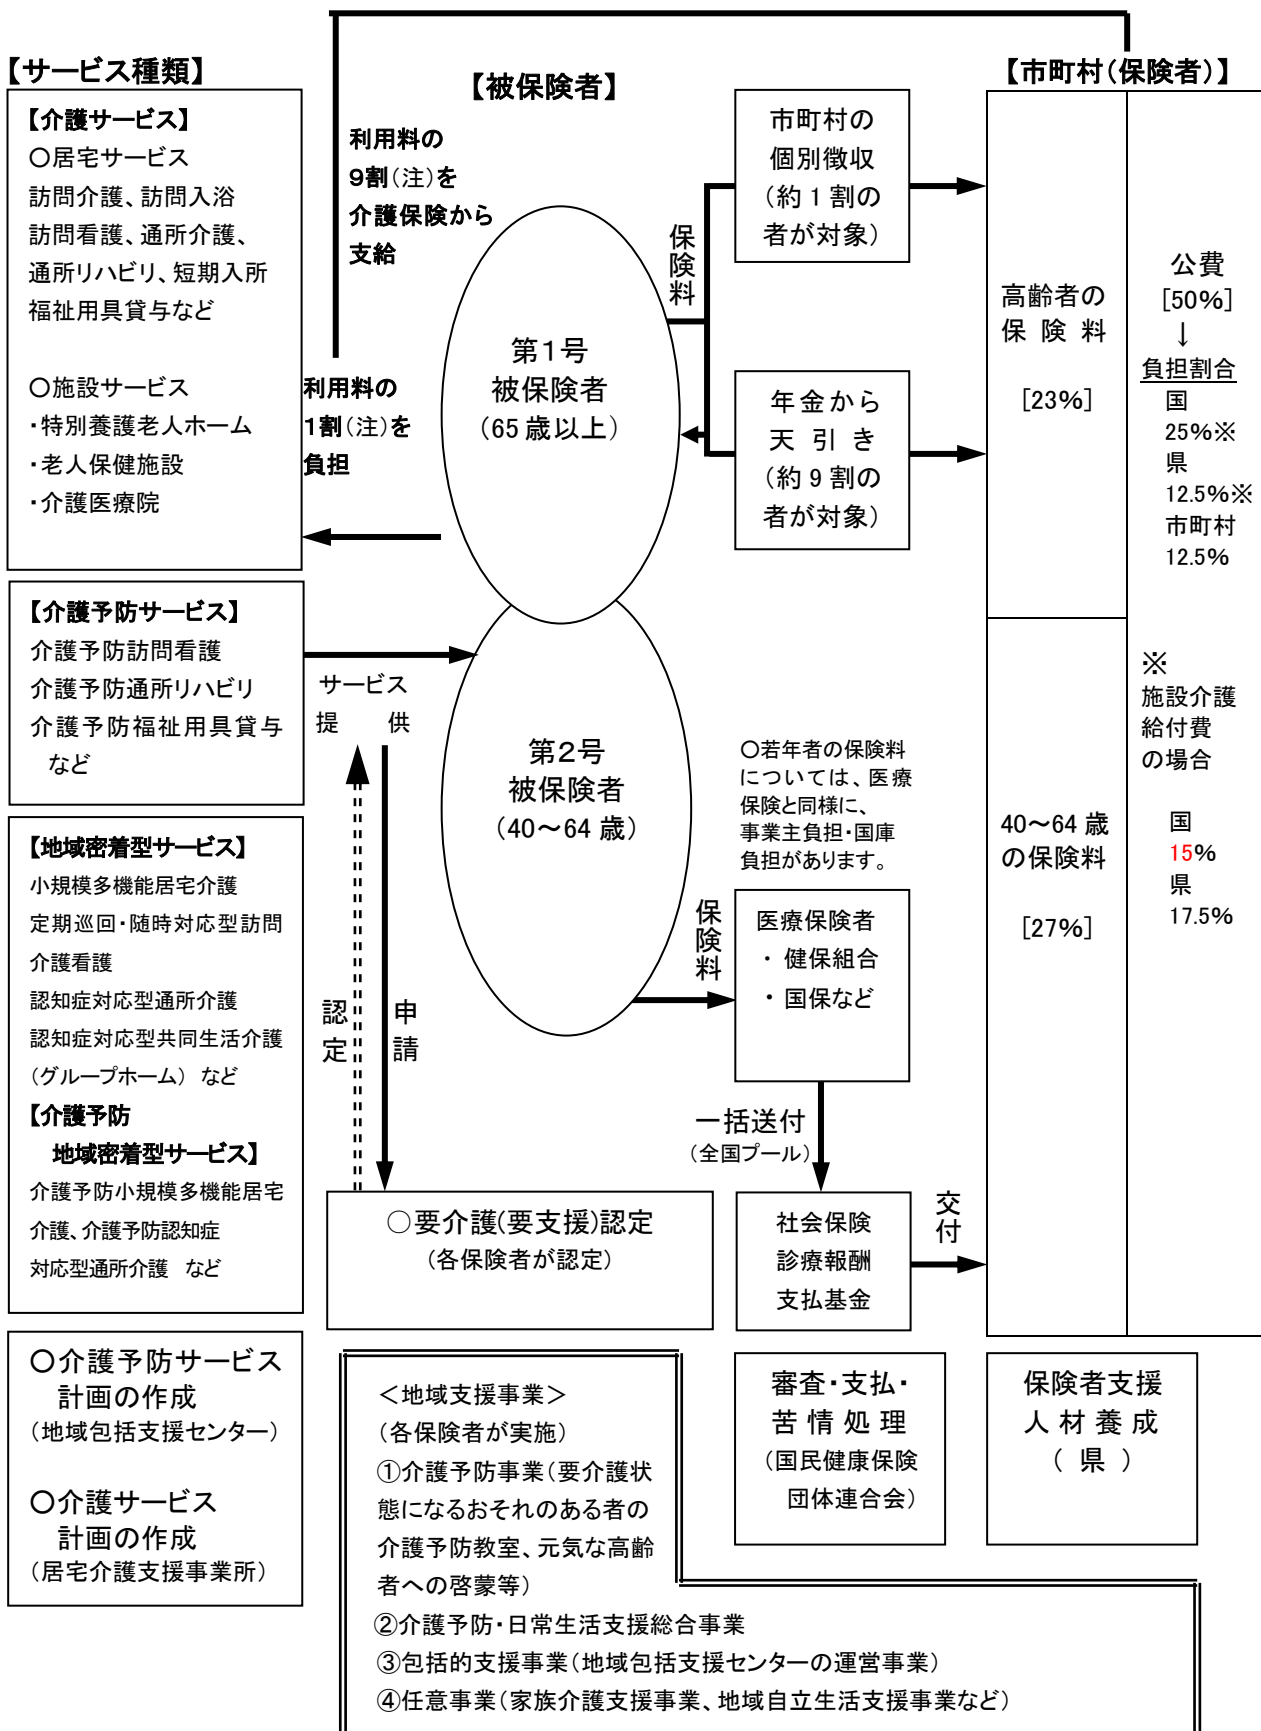 【サービス種類】
【介護サービス】
〇居宅サービス
訪問介護、訪問入浴
訪問看護、通所介護、
通所リハビリ、短期入所
福祉用具貸与など
〇施設サービス
・特別養護老人ホーム
・老人保健施設
・介護医療院
【介護予防サービス】
介護予防訪問看護
介護予防通所リハビリ
介護予防福祉用具貸与
など
【地域密着型サービス】
小規模多機能居宅介護
定期巡回・随時対応型訪問
介護看護
認知症対応型通所介護
認知症対応型共同生活介護
(グループホーム) など
【介護予防
地域密着型サービス】
介護予防小規模多機能居宅
介護、介護予防認知症
対応型通所介護 など
〇介護予防サービス
計画の作成
(地域包括支援センター)
〇介護サービス
計画の作成
(居宅介護支援事業所)
利用料の
9割(注)を
介護保険から
支給
利用料の
1割(注)を
負担
サービス
提 供
認定
申請
【被保険者】
第1号
被保険者
(65歳以上)
第2号
被保険者
(40～64歳)
保険料
市町村の
個別徴収
(約1割の
者が対象)
年金から
天引き
(約9割の
者が対象)
〇若年者の保険料
については、医療
保険と同様に、
事業主負担・国庫
負担があります。
保険料
医療保険者
・健保組合
・国保など
一括送付
(全国プール)
社会保険
診療報酬
支払基金
交付
○要介護(要支援)認定
(各保険者が認定)
【市町村(保険者)】
高齢者の
保険料
[23%]
40～64歳
の保険料
[27%]
公費
[50%]
↓
負担割合
国
25%※
県
12.5%※
市町村
12.5%
※
施設介護
給付費
の場合
国
15%
県
17.5%
＜地域支援事業＞
(各保険者が実施)
①介護予防事業(要介護状
態になるおそれのある者の
介護予防教室、元気な高齢
者への啓蒙等)
②介護予防・日常生活支援総合事業
③包括的支援事業(地域包括支援センターの運営事業)
④任意事業(家族介護支援事業、地域自立生活支援事業など)
審査・支払・
苦情処理
(国民健康保険
団体連合会)
保険者支援
人材養成
( 県 )